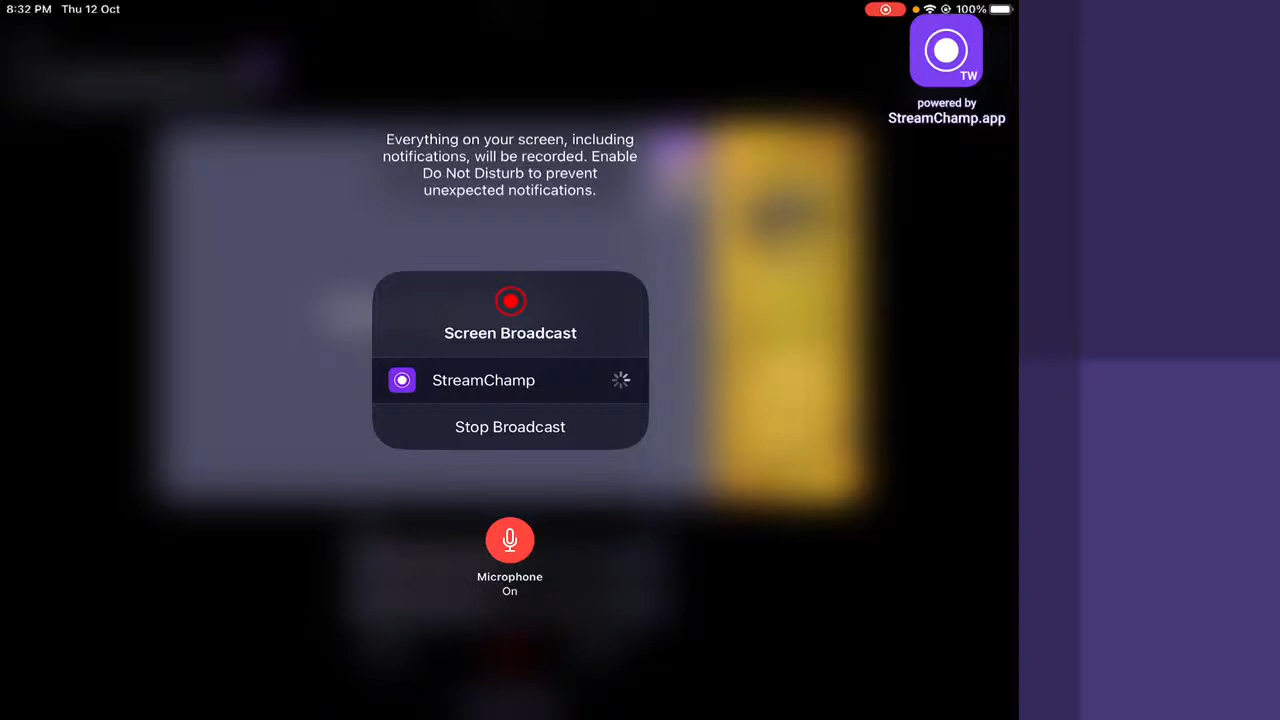 8:32 PM Thu 12 Oct
100%
TW
powered by
StreamChamp.app
Everything on your screen, including
notifications, will be recorded. Enable
Do Not Disturb to prevent
unexpected notifications.
Screen Broadcast
StreamChamp
Stop Broadcast
Microphone
On